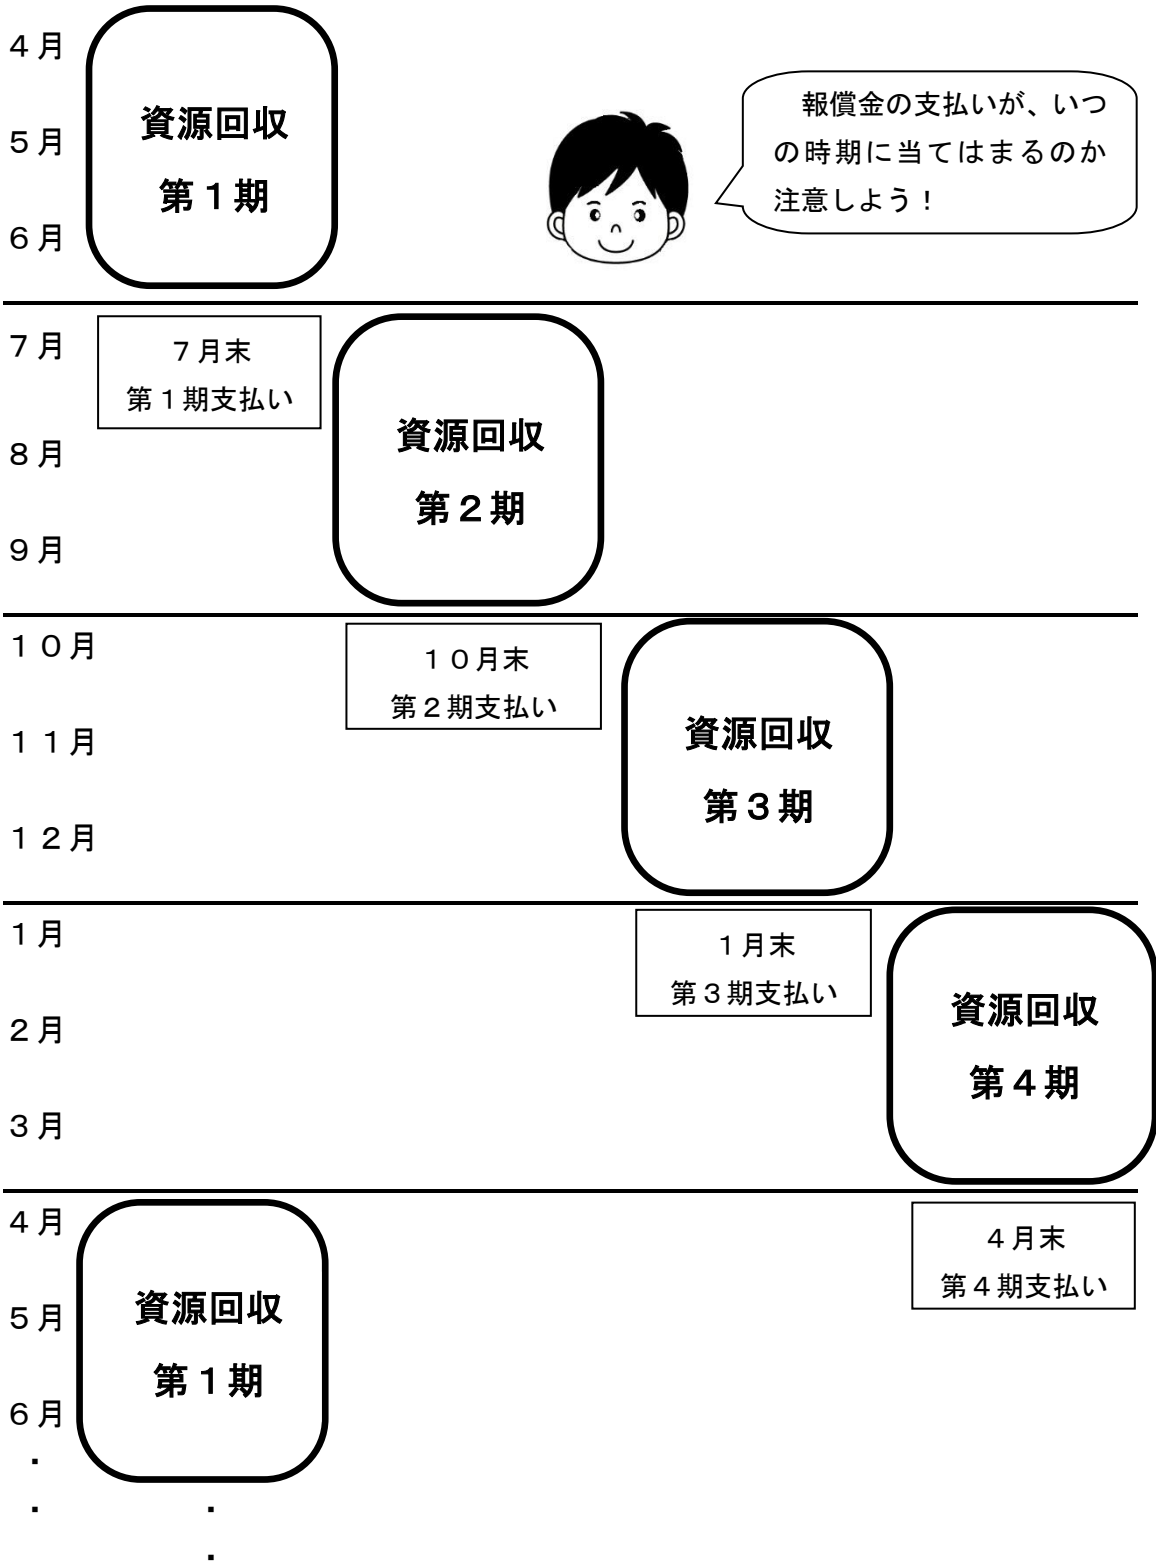 ４月
５月
６月
資源回収
第１期
報償金の支払いが、いつ
の時期に当てはまるのか
注意しよう！
７月
８月
９月
７月末
第１期支払い
資源回収
第２期
１０月
１１月
１２月
１０月末
第２期支払い
資源回収
第３期
１月
２月
３月
１月末
第３期支払い
資源回収
第４期
４月
５月
６月
・
・
資源回収
第１期
・
・
４月末
第４期支払い